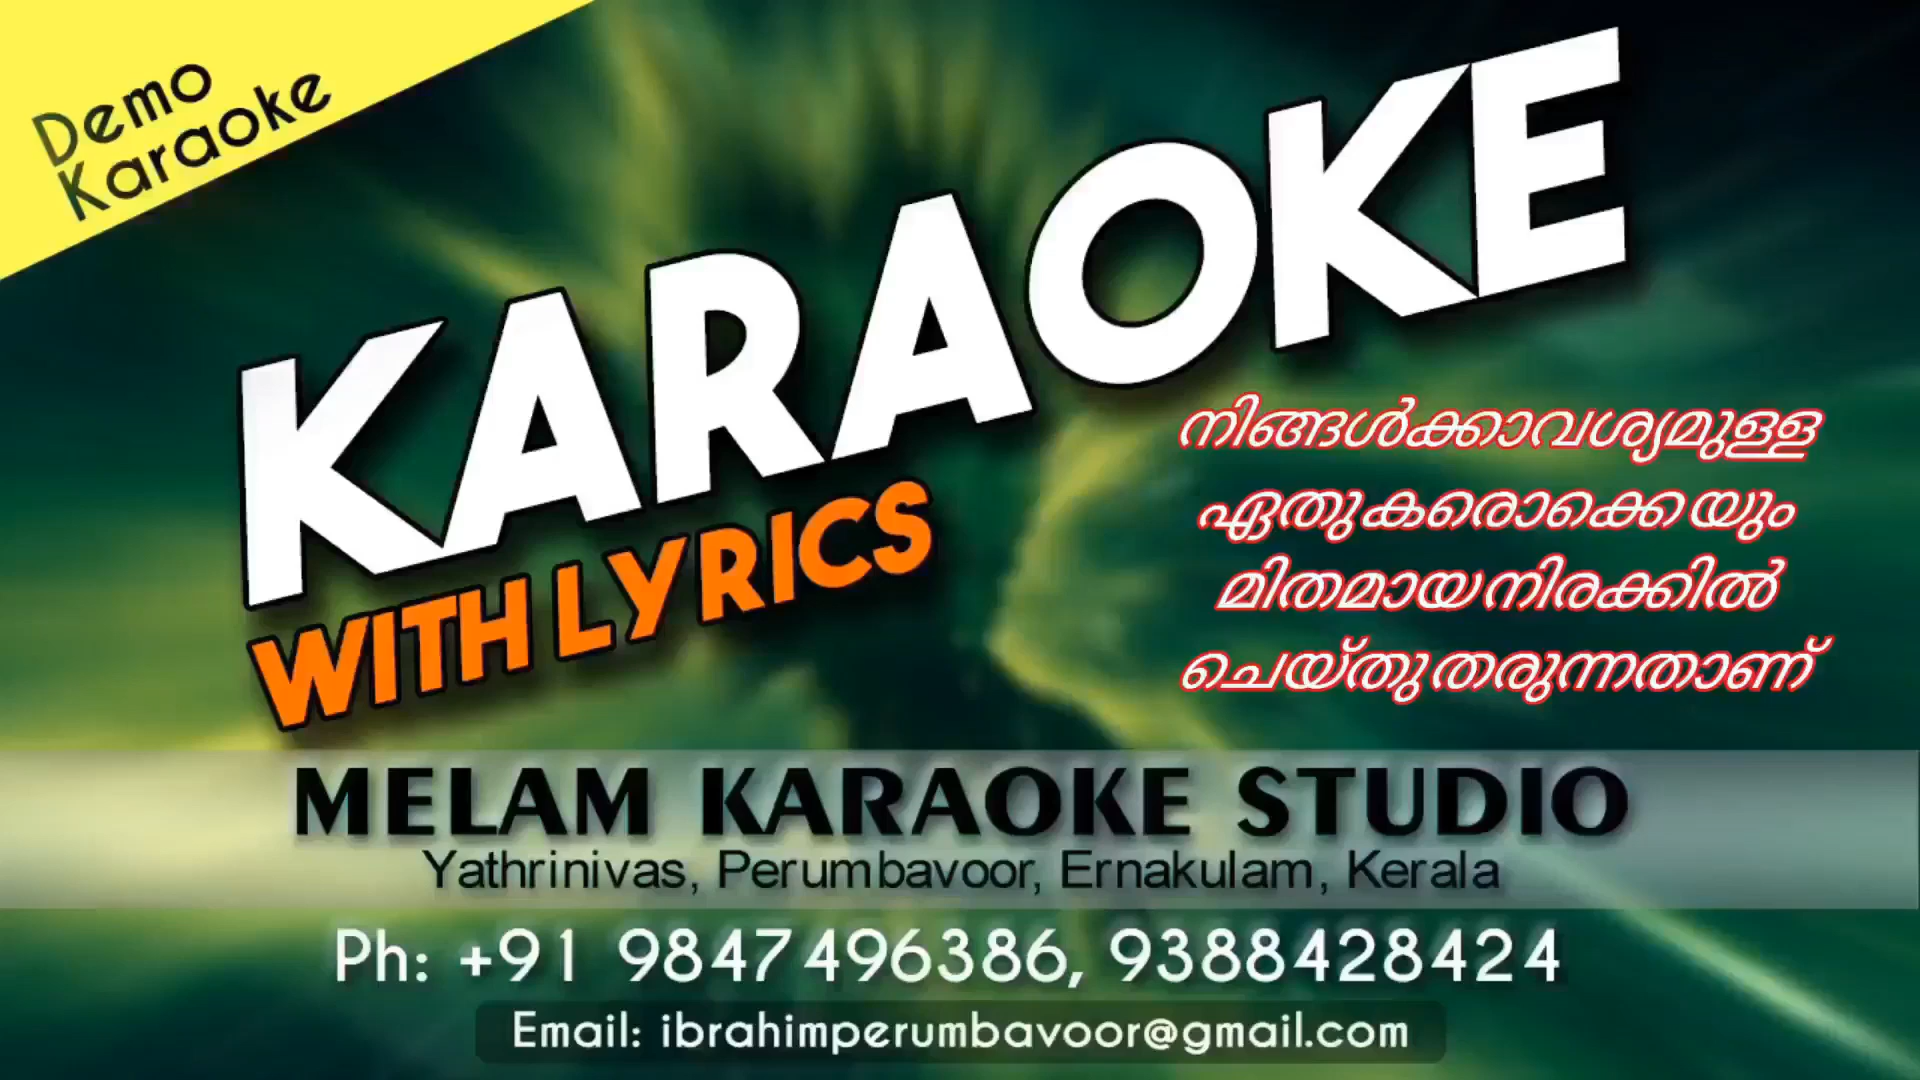 Demo
Karaoke
KARAOKE
WITH LYRICS
നിങ്ങൾക്കാവശ്യമുള്ള
ഏതു കരൊക്കെയും
മിതമായ നിരക്കിൽ
ചെയ്തു തരുന്നതാണ്
MELAM KARAOKE STUDIO
Yathrinivas, Perumbavoor, Ernakulam, Kerala
Ph: +91 9847496386, 9388428424
Email: ibrahimperumbavoor@gmail.com